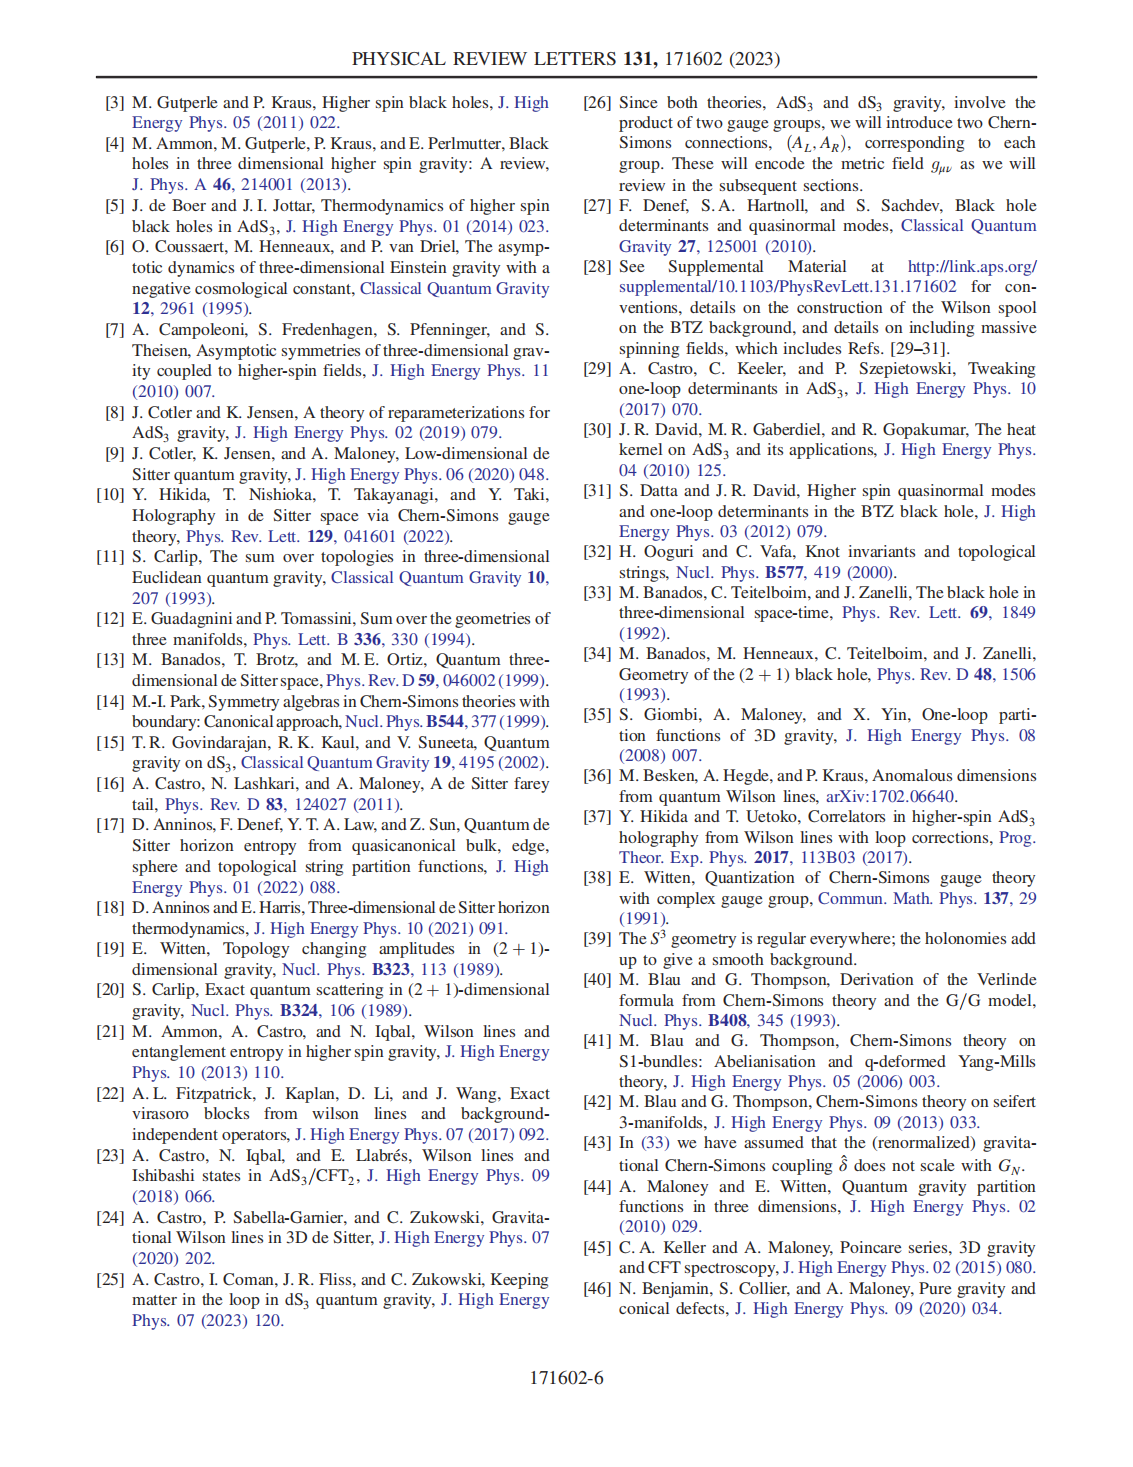 PHYSICAL REVIEW LETTERS 131, 171602 (2023)
[3] M. Gutperle and P. Kraus, Higher spin black holes, J. High
Energy Phys. 05 (2011) 022.
[4] M. Ammon, M. Gutperle, P. Kraus, and E. Perlmutter, Black
holes in three dimensional higher spin gravity: A review,
J. Phys. A 46, 214001 (2013).
[5] J. de Boer and J. I. Jottar, Thermodynamics of higher spin
black holes in AdS₃, J. High Energy Phys. 01 (2014) 023.
[6] O. Coussaert, M. Henneaux, and P. van Driel, The asymp-
totic dynamics of three-dimensional Einstein gravity with a
negative cosmological constant, Classical Quantum Gravity
12, 2961 (1995).
[7] A. Campoleoni, S. Fredenhagen, S. Pfenninger, and S.
Theisen, Asymptotic symmetries of three-dimensional grav-
ity coupled to higher-spin fields, J. High Energy Phys. 11
(2010) 007.
[8] J. Cotler and K. Jensen, A theory of reparameterizations for
AdS₃ gravity, J. High Energy Phys. 02 (2019) 079.
[9] J. Cotler, K. Jensen, and A. Maloney, Low-dimensional de
Sitter quantum gravity, J. High Energy Phys. 06 (2020) 048.
[10] Y. Hikida, T. Nishioka, T. Takayanagi, and Y. Taki,
Holography in de Sitter space via Chern-Simons gauge
theory, Phys. Rev. Lett. 129, 041601 (2022).
[11] S. Carlip, The sum over topologies in three-dimensional
Euclidean quantum gravity, Classical Quantum Gravity 10,
207 (1993).
[12] E. Guadagnini and P. Tomassini, Sum over the geometries of
three manifolds, Phys. Lett. B 336, 330 (1994).
[13] M. Banados, T. Brotz, and M. E. Ortiz, Quantum three-
dimensional de Sitter space, Phys. Rev. D 59, 046002 (1999).
[14] M.-I. Park, Symmetry algebras in Chern-Simons theories with
boundary: Canonical approach, Nucl. Phys. B544, 377 (1999).
[15] T. R. Govindarajan, R. K. Kaul, and V. Suneeta, Quantum
gravity on dS₃, Classical Quantum Gravity 19, 4195 (2002).
[16] A. Castro, N. Lashkari, and A. Maloney, A de Sitter farey
tail, Phys. Rev. D 83, 124027 (2011).
[17] D. Anninos, F. Denef, Y. T. A. Law, and Z. Sun, Quantum de
Sitter horizon entropy from quasicanonical bulk, edge,
sphere and topological string partition functions, J. High
Energy Phys. 01 (2022) 088.
[18] D. Anninos and E. Harris, Three-dimensional de Sitter horizon
thermodynamics, J. High Energy Phys. 10 (2021) 091.
[19] E. Witten, Topology changing amplitudes in (2 + 1)-
dimensional gravity, Nucl. Phys. B323, 113 (1989).
[20] S. Carlip, Exact quantum scattering in (2 + 1)-dimensional
gravity, Nucl. Phys. B324, 106 (1989).
[21] M. Ammon, A. Castro, and N. Iqbal, Wilson lines and
entanglement entropy in higher spin gravity, J. High Energy
Phys. 10 (2013) 110.
[22] A. L. Fitzpatrick, J. Kaplan, D. Li, and J. Wang, Exact
virasoro blocks from wilson lines and background-
independent operators, J. High Energy Phys. 07 (2017) 092.
[23] A. Castro, N. Iqbal, and E. Llabrés, Wilson lines and
Ishibashi states in AdS₃/CFT₂, J. High Energy Phys. 09
(2018) 066.
[24] A. Castro, P. Sabella-Garnier, and C. Zukowski, Gravita-
tional Wilson lines in 3D de Sitter, J. High Energy Phys. 07
(2020) 202.
[25] A. Castro, I. Coman, J. R. Fliss, and C. Zukowski, Keeping
matter in the loop in dS₃ quantum gravity, J. High Energy
Phys. 07 (2023) 120.
[26] Since both theories, AdS₃ and dS₃ gravity, involve the
product of two gauge groups, we will introduce two Chern-
Simons connections, (A_L, A_R), corresponding to each
group. These will encode the metric field g_μν as we will
review in the subsequent sections.
[27] F. Denef, S. A. Hartnoll, and S. Sachdev, Black hole
determinants and quasinormal modes, Classical Quantum
Gravity 27, 125001 (2010).
[28] See Supplemental Material at http://link.aps.org/
supplemental/10.1103/PhysRevLett.131.171602 for con-
ventions, details on the construction of the Wilson spool
on the BTZ background, and details on including massive
spinning fields, which includes Refs. [29–31].
[29] A. Castro, C. Keeler, and P. Szepietowski, Tweaking
one-loop determinants in AdS₃, J. High Energy Phys. 10
(2017) 070.
[30] J. R. David, M. R. Gaberdiel, and R. Gopakumar, The heat
kernel on AdS₃ and its applications, J. High Energy Phys.
04 (2010) 125.
[31] S. Datta and J. R. David, Higher spin quasinormal modes
and one-loop determinants in the BTZ black hole, J. High
Energy Phys. 03 (2012) 079.
[32] H. Ooguri and C. Vafa, Knot invariants and topological
strings, Nucl. Phys. B577, 419 (2000).
[33] M. Banados, C. Teitelboim, and J. Zanelli, The black hole in
three-dimensional space-time, Phys. Rev. Lett. 69, 1849
(1992).
[34] M. Banados, M. Henneaux, C. Teitelboim, and J. Zanelli,
Geometry of the (2 + 1) black hole, Phys. Rev. D 48, 1506
(1993).
[35] S. Giombi, A. Maloney, and X. Yin, One-loop parti-
tion functions of 3D gravity, J. High Energy Phys. 08
(2008) 007.
[36] M. Besken, A. Hegde, and P. Kraus, Anomalous dimensions
from quantum Wilson lines, arXiv:1702.06640.
[37] Y. Hikida and T. Uetoko, Correlators in higher-spin AdS₃
holography from Wilson lines with loop corrections, Prog.
Theor. Exp. Phys. 2017, 113B03 (2017).
[38] E. Witten, Quantization of Chern-Simons gauge theory
with complex gauge group, Commun. Math. Phys. 137, 29
(1991).
[39] The S³ geometry is regular everywhere; the holonomies add
up to give a smooth background.
[40] M. Blau and G. Thompson, Derivation of the Verlinde
formula from Chern-Simons theory and the G/G model,
Nucl. Phys. B408, 345 (1993).
[41] M. Blau and G. Thompson, Chern-Simons theory on
S1-bundles: Abelianisation and q-deformed Yang-Mills
theory, J. High Energy Phys. 05 (2006) 003.
[42] M. Blau and G. Thompson, Chern-Simons theory on seifert
3-manifolds, J. High Energy Phys. 09 (2013) 033.
[43] In (33) we have assumed that the (renormalized) gravita-
tional Chern-Simons coupling δ̂ does not scale with G_N.
[44] A. Maloney and E. Witten, Quantum gravity partition
functions in three dimensions, J. High Energy Phys. 02
(2010) 029.
[45] C. A. Keller and A. Maloney, Poincare series, 3D gravity
and CFT spectroscopy, J. High Energy Phys. 02 (2015) 080.
[46] N. Benjamin, S. Collier, and A. Maloney, Pure gravity and
conical defects, J. High Energy Phys. 09 (2020) 034.
171602-6